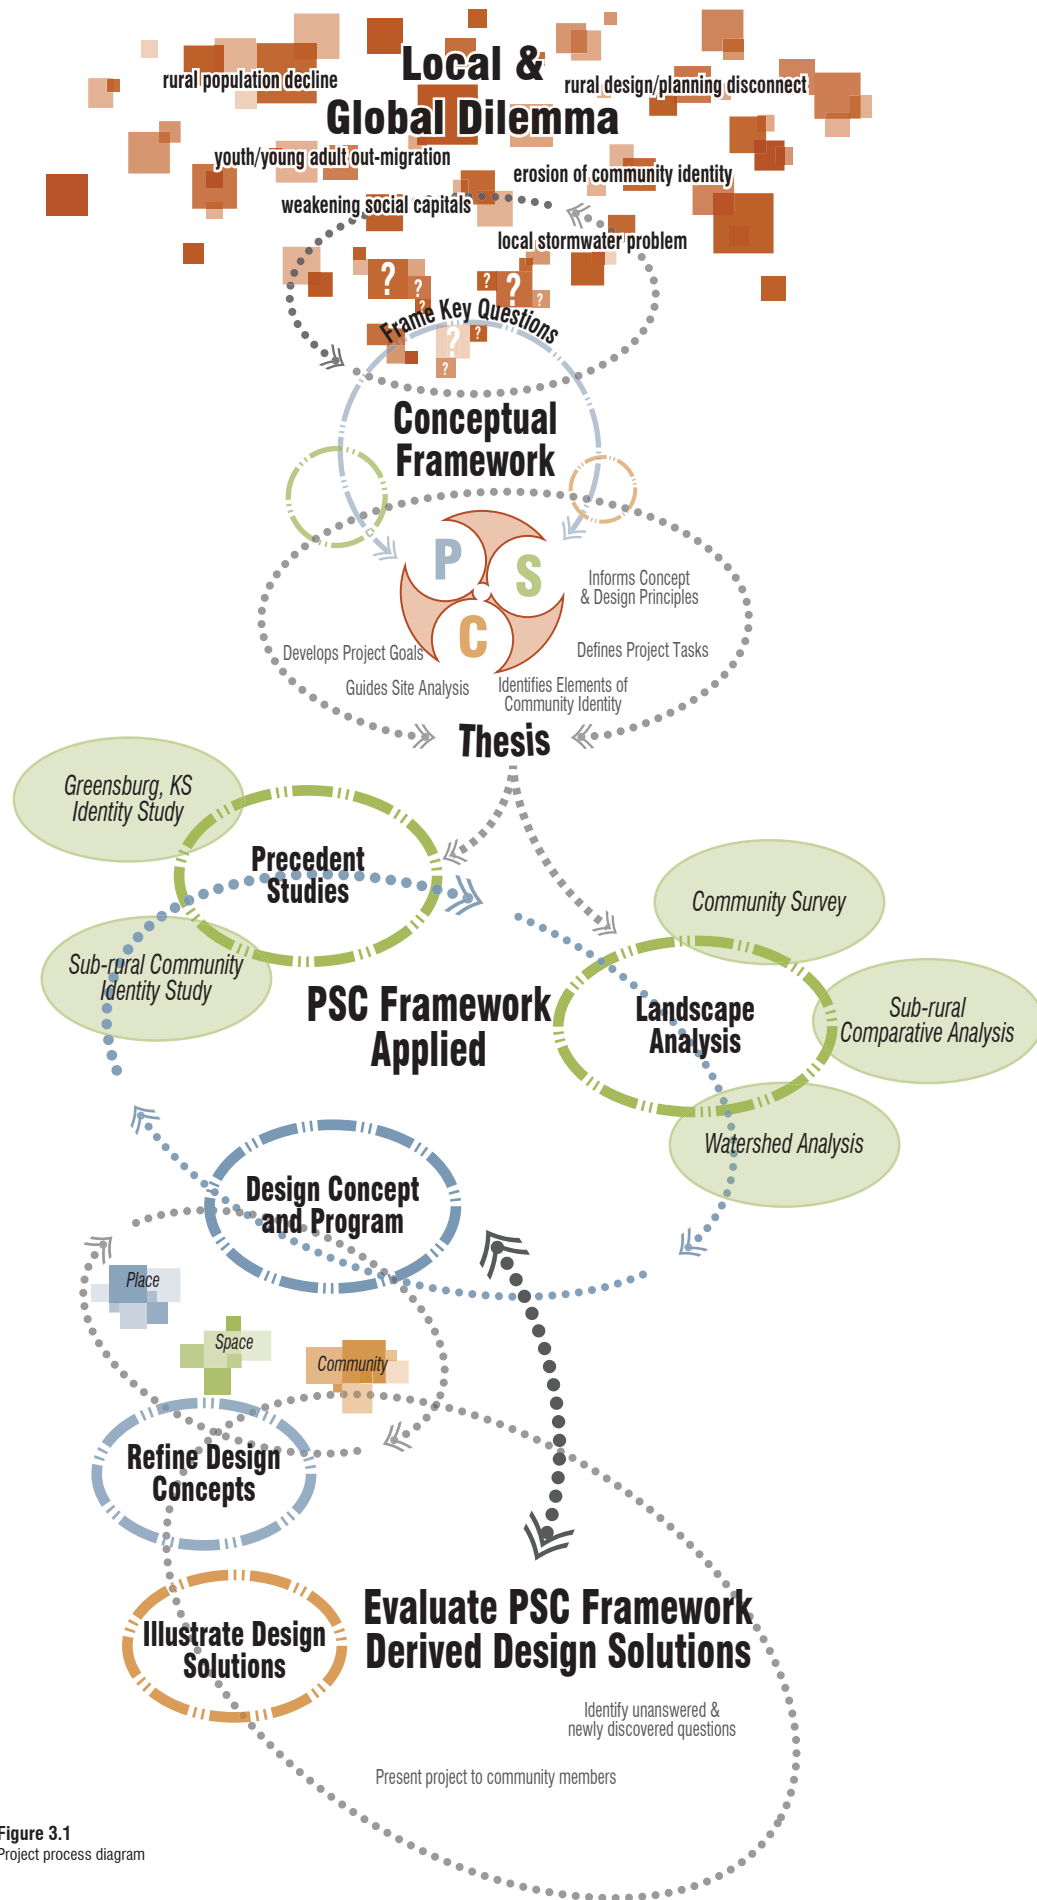 Local &
Global Dilemma
rural population decline
rural design/planning disconnect
youth/young adult out-migration
erosion of community identity
weakening social capitals
local stormwater problem
? ? ? ? ? ?
Frame Key Questions
? ? ?
Conceptual
Framework
P
S
C
Informs Concept
& Design Principles
Develops Project Goals
Defines Project Tasks
Guides Site Analysis
Identifies Elements of
Community Identity
Thesis
Greensburg, KS
Identity Study
Precedent
Studies
Community Survey
Sub-rural Community
Identity Study
PSC Framework
Applied
Landscape
Analysis
Sub-rural
Comparative Analysis
Watershed Analysis
Design Concept
and Program
Place
Space
Community
Refine Design
Concepts
Illustrate Design
Solutions
Evaluate PSC Framework
Derived Design Solutions
Identify unanswered &
newly discovered questions
Present project to community members
Figure 3.1
Project process diagram